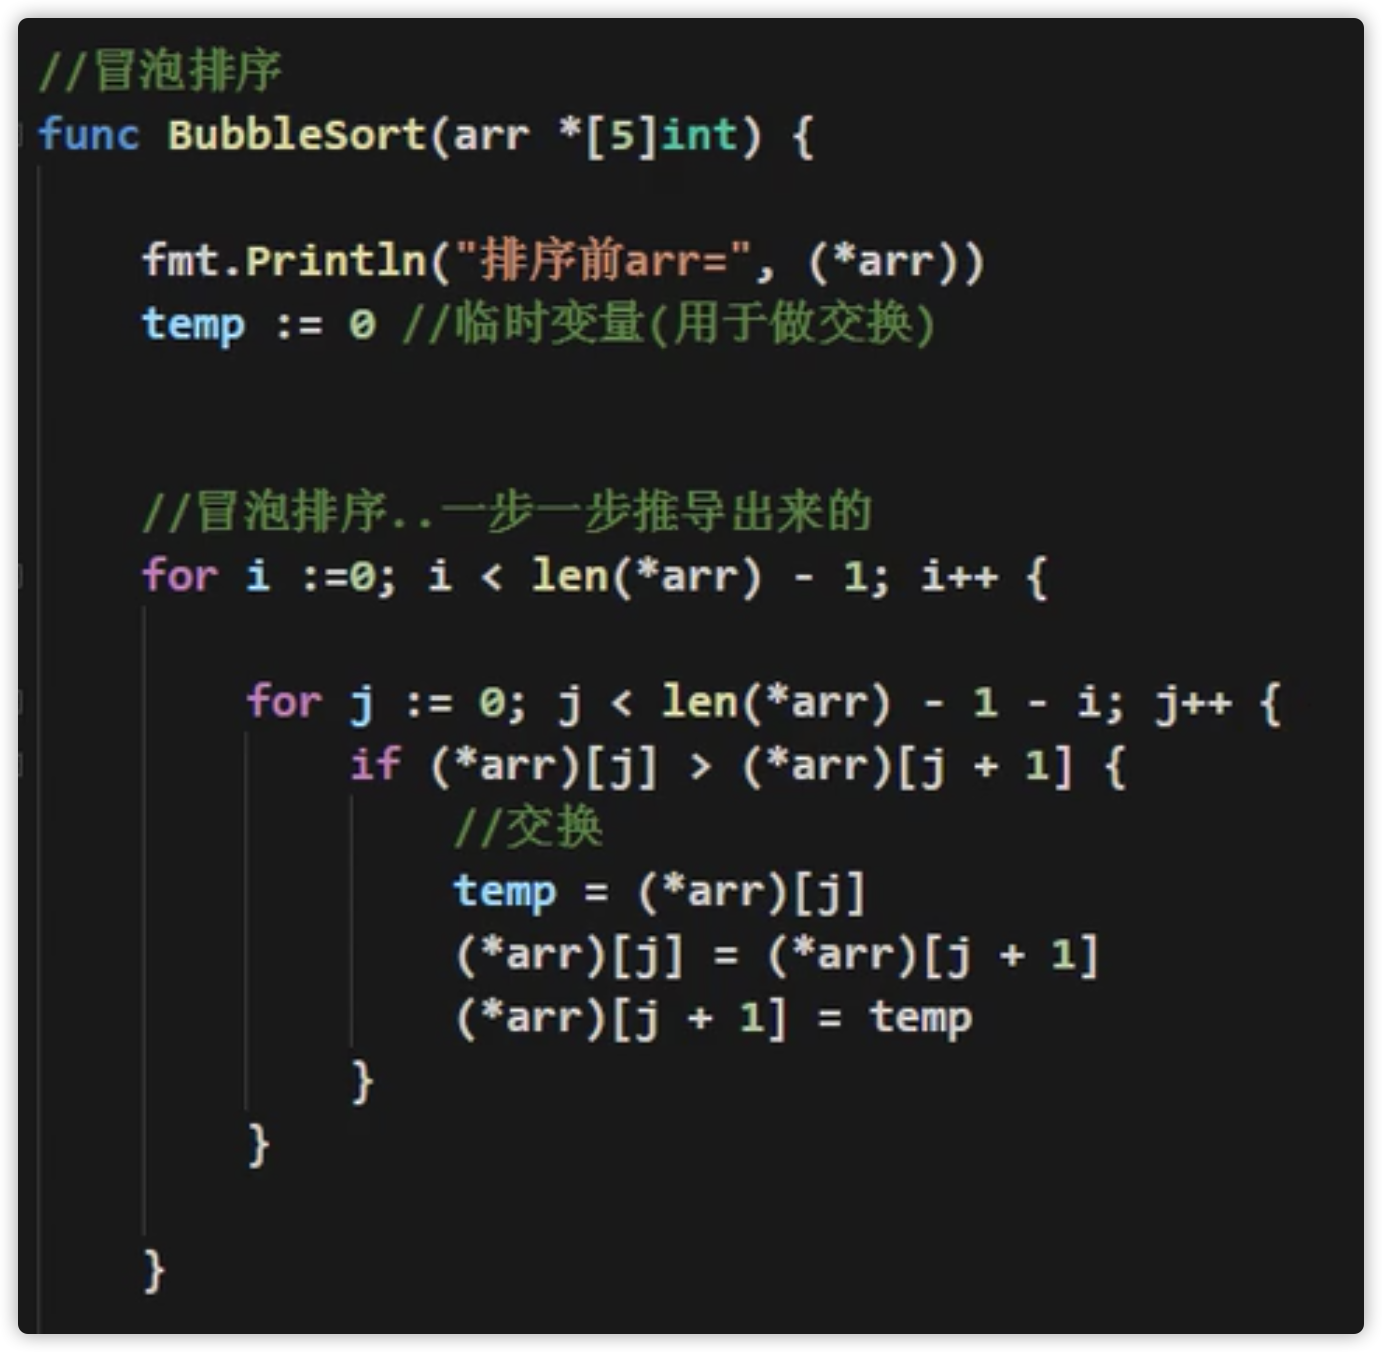 //冒泡排序
func BubbleSort(arr *[5]int) {
fmt.Println("排序前arr=", (*arr))
temp := 0 //临时变量(用于做交换)
//冒泡排序..一步一步推导出来的
for i :=0; i < len(*arr) - 1; i++ {
for j := 0; j < len(*arr) - 1 - i; j++ {
if (*arr)[j] > (*arr)[j + 1] {
//交换
temp = (*arr)[j]
(*arr)[j] = (*arr)[j + 1]
(*arr)[j + 1] = temp
}
}
}